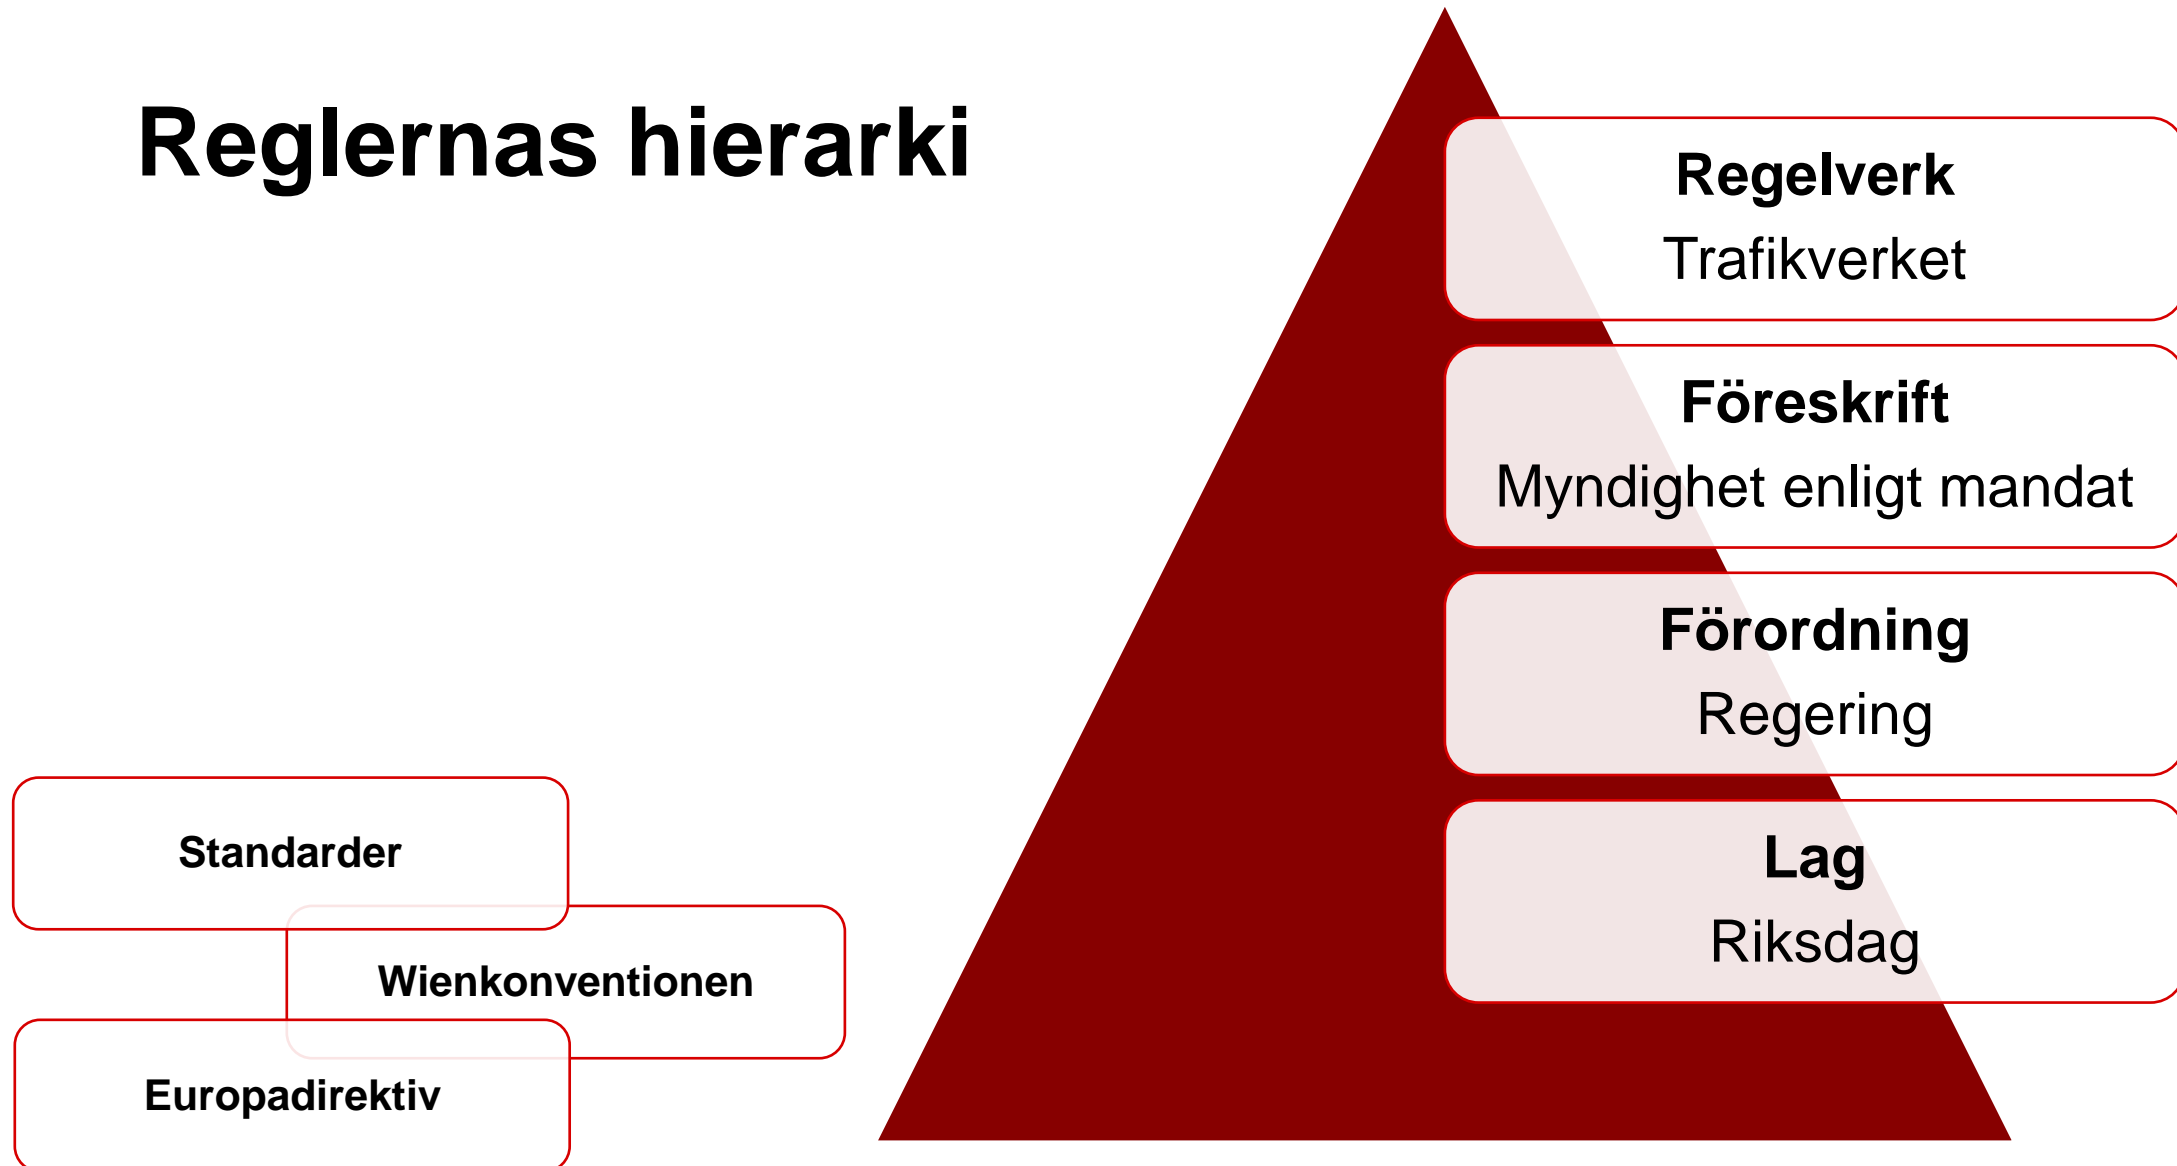 Reglernas hierarki
Regelverk
Trafikverket
Föreskrift
Myndighet enligt mandat
Förordning
Regering
Lag
Riksdag
Standarder
Wienkonventionen
Europadirektiv